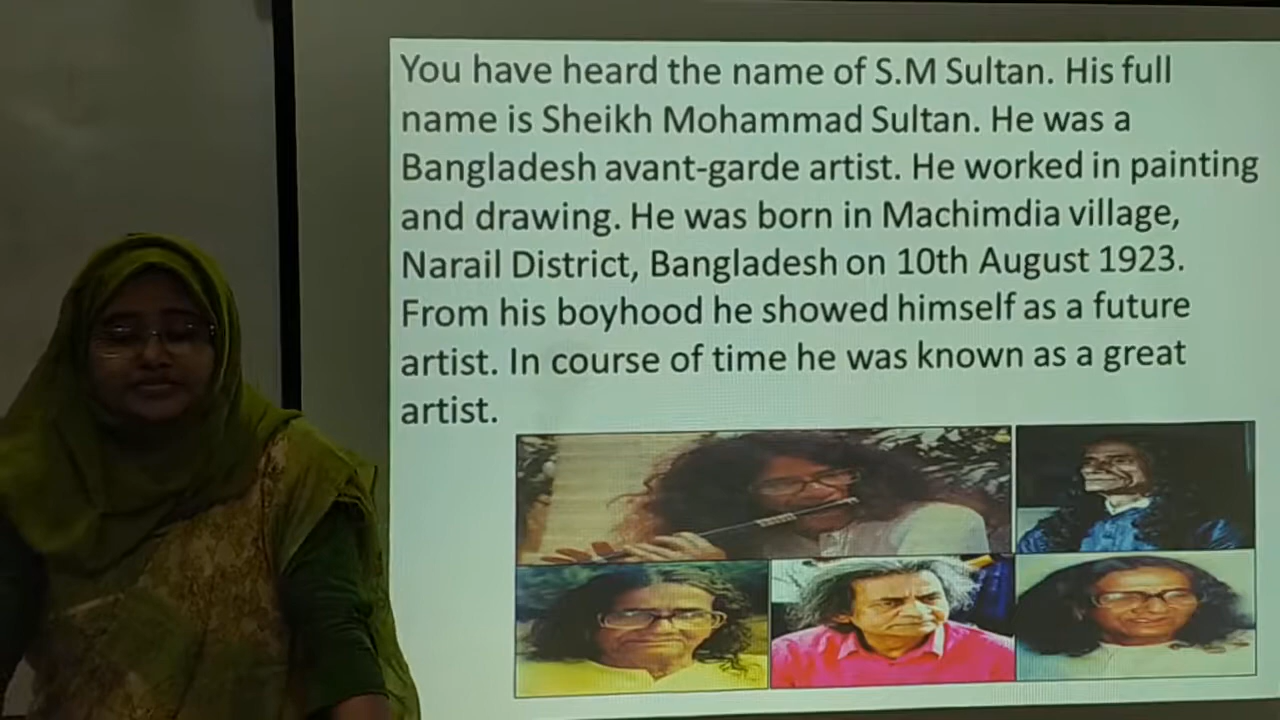 You have heard the name of S.M Sultan. His full
name is Sheikh Mohammad Sultan. He was a
Bangladesh avant-garde artist. He worked in painting
and drawing. He was born in Machimdia village,
Narail District, Bangladesh on 10th August 1923.
From his boyhood he showed himself as a future
artist. In course of time he was known as a great
artist.